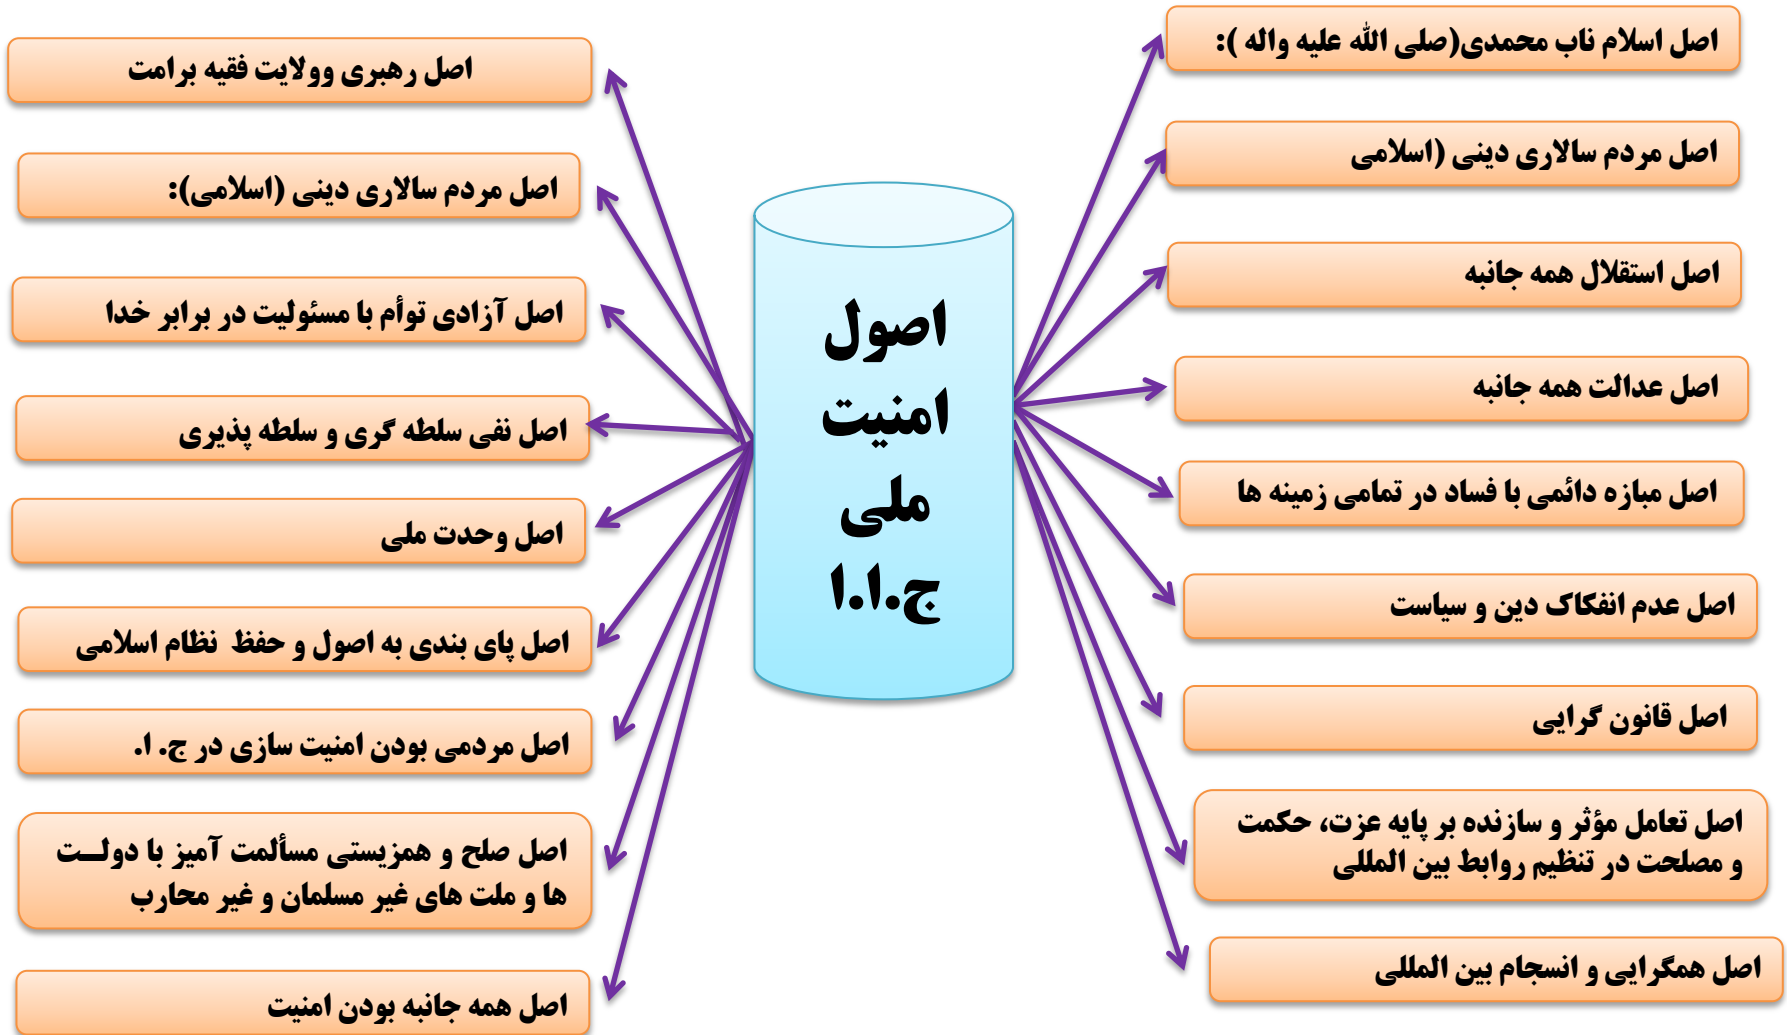 اصل اسلام ناب محمدی(صلی الله علیه واله ):
اصل مردم سالاری دینی (اسلامی
اصل استقلال همه جانبه
اصل عدالت همه جانبه
اصل مبازه دائمی با فساد در تمامی زمینه ها
اصل عدم انفکاک دین و سیاست
اصل قانون گرایی
اصل تعامل مؤثر و سازنده بر پایه عزت، حکمت
و مصلحت در تنظیم روابط بین المللی
اصل همگرایی و انسجام بین المللی
اصول
امنیت
ملی
ج.ا.ا
اصل رهبری وولایت فقیه برامت
اصل مردم سالاری دینی (اسلامی):
اصل آزادی توأم با مسئولیت در برابر خدا
اصل نفی سلطه گری و سلطه پذیری
اصل وحدت ملی
اصل پای بندی به اصول و حفظ نظام اسلامی
اصل مردمی بودن امنیت سازی در ج. ا.
اصل صلح و همزیستی مسألمت آمیز با دولت
ها و ملت های غیر مسلمان و غیر محارب
اصل همه جانبه بودن امنیت